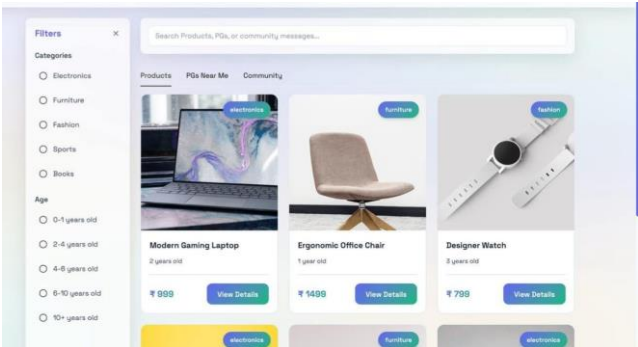 Filters ×
Categories
Electronics
Furniture
Fashion
Sports
Books
Age
0-1 years old
2-4 years old
4-6 years old
6-10 years old
10+ years old
Search Products, PGs, or community messages...
Products PGs Near Me Community
electronics
Modern Gaming Laptop
2 years old
₹ 999 View Details
furniture
Ergonomic Office Chair
1 year old
₹ 1499 View Details
fashion
Designer Watch
3 years old
₹ 799 View Details
electronics
furniture
electronics